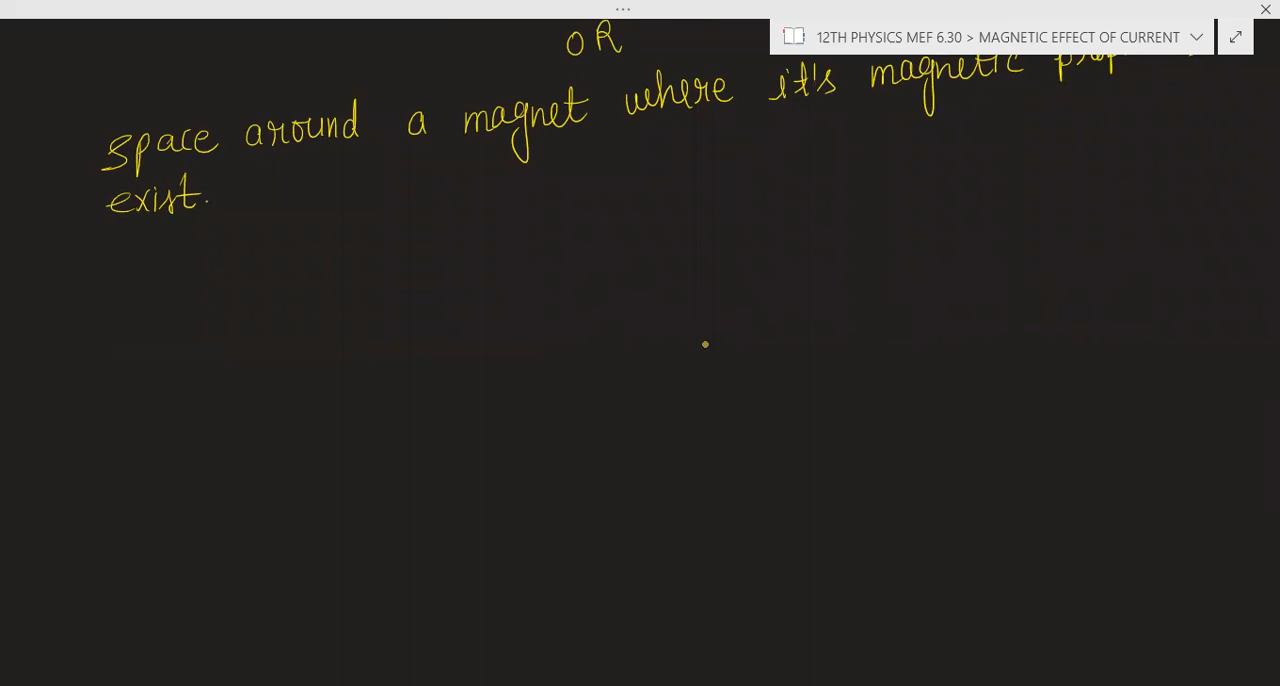 12TH PHYSICS MEF 6.30 > MAGNETIC EFFECT OF CURRENT
OR
space around a magnet where it's magnetic
exist.